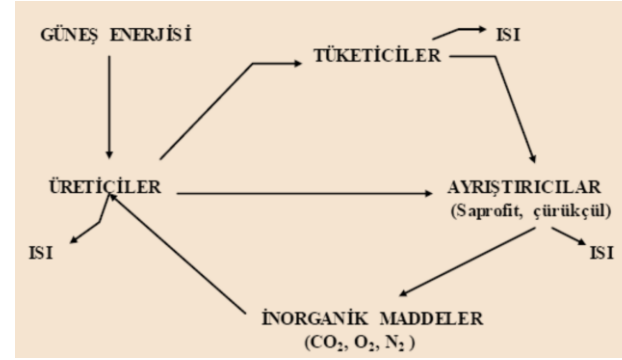 GÜNEŞ ENERJİSİ
ISI
TÜKETİCİLER
ÜRETİCİLER
AYRIŞTIRICILAR
(Saprofit, çürükçül)
ISI
ISI
İNORGANİK MADDELER
(CO₂, O₂, N₂ )